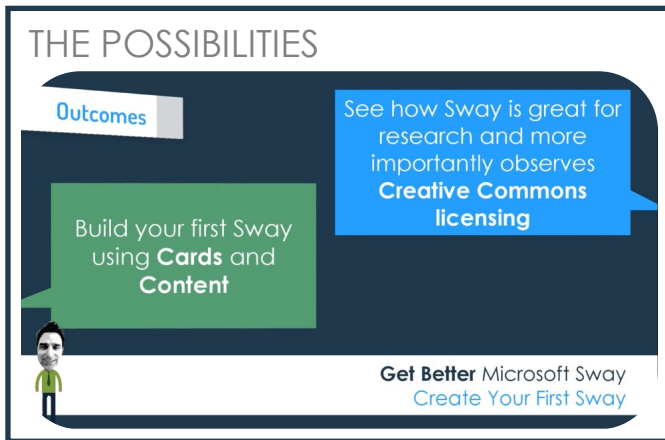 THE POSSIBILITIES
Outcomes
Build your first Sway
using Cards and
Content
See how Sway is great for
research and more
importantly observes
Creative Commons
licensing
Get Better Microsoft Sway
Create Your First Sway